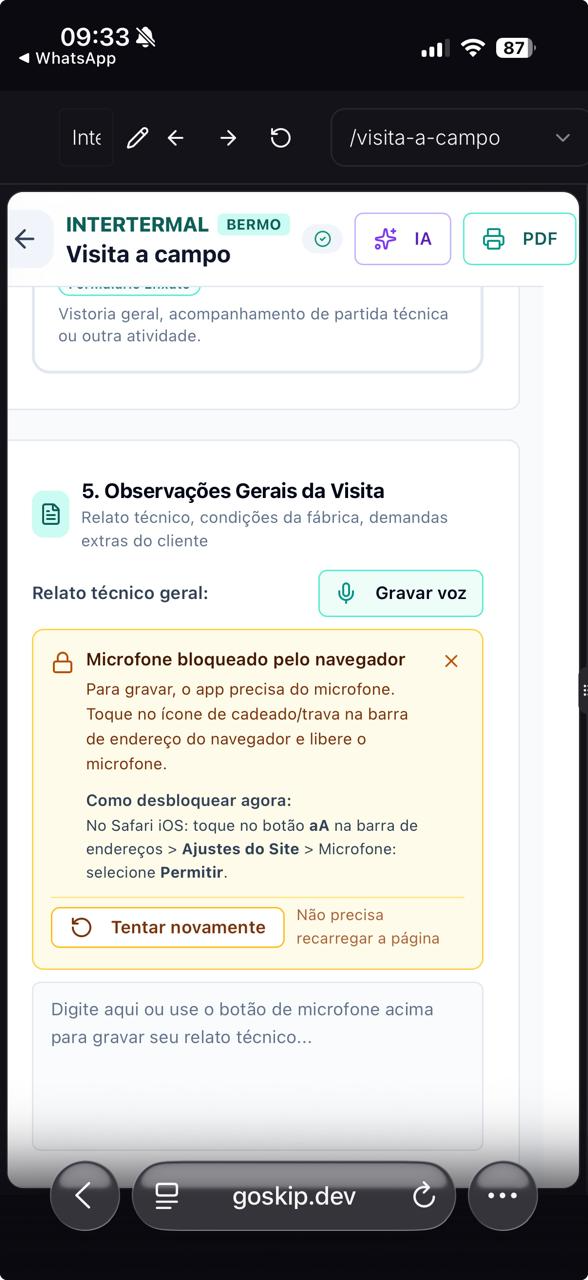 09:33
WhatsApp
87
/visita-a-campo
INTERTERMAL BERMO
Visita a campo
IA
PDF
Vistoria geral, acompanhamento de partida técnica
ou outra atividade.
5. Observações Gerais da Visita
Relato técnico, condições da fábrica, demandas
extras do cliente
Relato técnico geral:
Gravar voz
Microfone bloqueado pelo navegador
Para gravar, o app precisa do microfone.
Toque no ícone de cadeado/trava na barra
de endereço do navegador e libere o
microfone.
Como desbloquear agora:
No Safari iOS: toque no botão aA na barra de
endereços > Ajustes do Site > Microfone:
selecione Permitir.
Tentar novamente
Não precisa
recarregar a página
Digite aqui ou use o botão de microfone acima
para gravar seu relato técnico...
goskip.dev